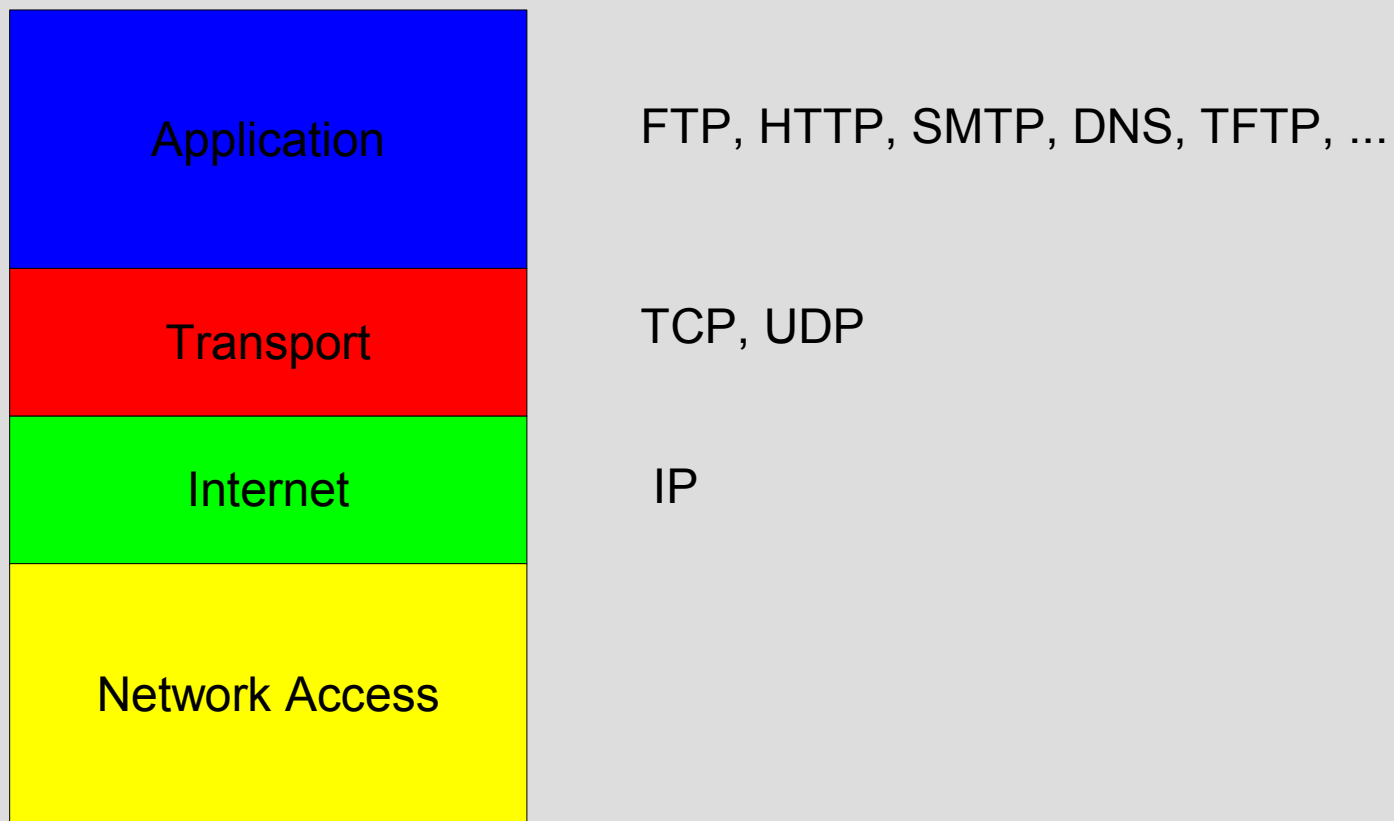 Application
FTP, HTTP, SMTP, DNS, TFTP, ...
Transport
TCP, UDP
Internet
IP
Network Access